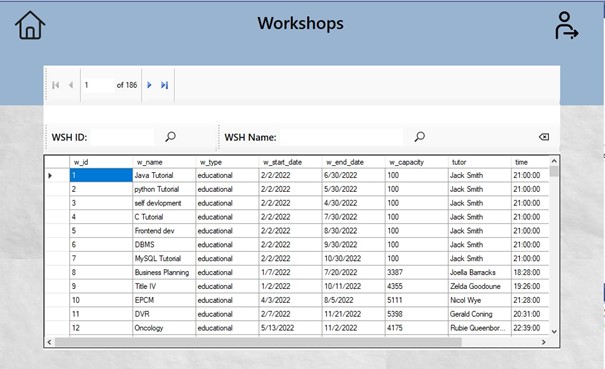 Workshops
1 of 186
WSH ID: WSH Name:
w_id w_name w_type w_start_date w_end_date w_capacity tutor time
1 Java Tutorial educational 2/2/2022 6/30/2022 100 Jack Smith 21:00:00
2 python Tutorial educational 2/2/2022 5/30/2022 100 Jack Smith 21:00:00
3 self devlopment educational 2/2/2022 4/30/2022 100 Jack Smith 21:00:00
4 C Tutorial educational 2/2/2022 7/30/2022 100 Jack Smith 21:00:00
5 Frontend dev educational 2/2/2022 8/30/2022 100 Jack Smith 21:00:00
6 DBMS educational 2/2/2022 9/30/2022 100 Jack Smith 21:00:00
7 MySQL Tutorial educational 2/2/2022 10/30/2022 100 Jack Smith 21:00:00
8 Business Planning educational 1/7/2022 7/20/2022 3387 Joella Barracks 18:28:00
9 Title IV educational 1/2/2022 10/11/2022 4355 Zelda Goodoune 19:26:00
10 EPCM educational 4/3/2022 8/5/2022 5111 Nicol Wye 21:28:00
11 DVR educational 2/7/2022 11/21/2022 5398 Gerald Coning 20:31:00
12 Oncology educational 5/13/2022 11/2/2022 4175 Rubie Queenbor... 22:39:00